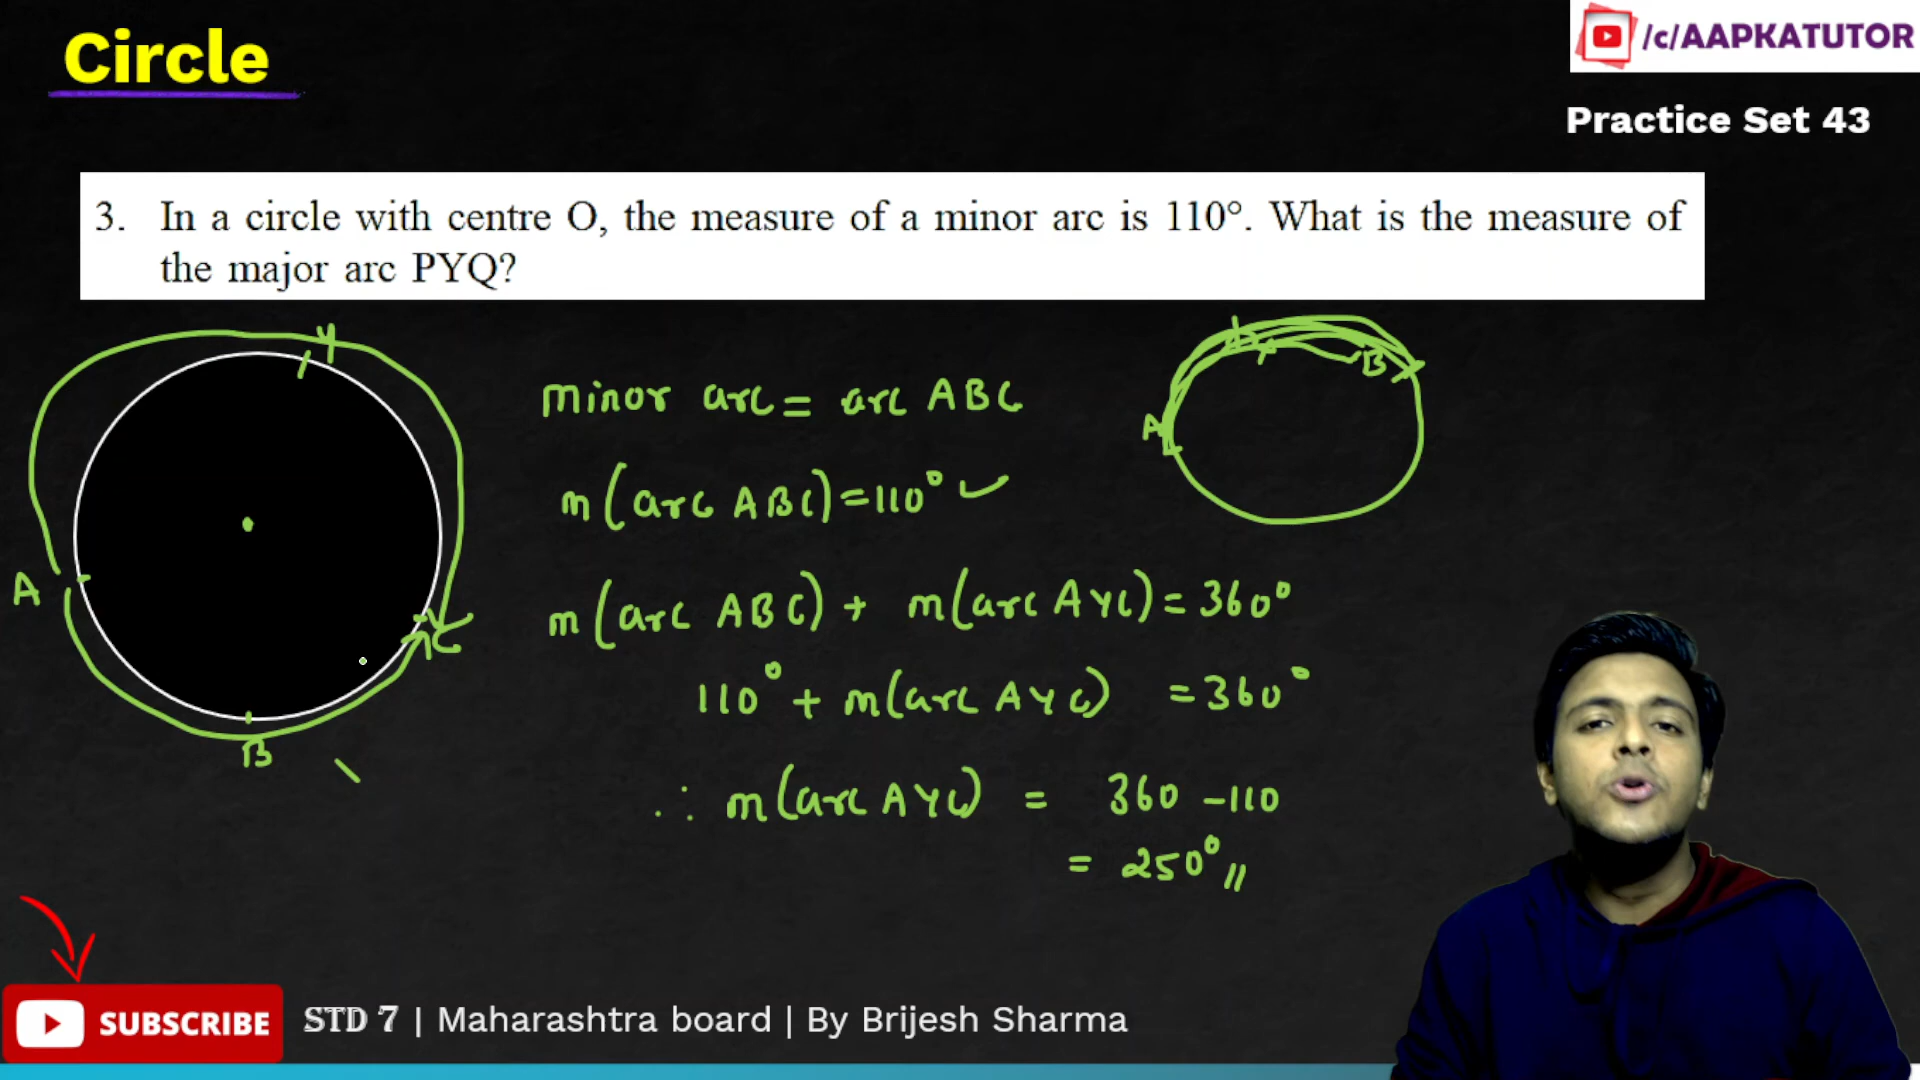 Circle
/c/AAPKATUTOR
Practice Set 43
3. In a circle with centre O, the measure of a minor arc is 110°. What is the measure of
the major arc PYQ?
Y
A
B
C
minor arc = arc ABC
m(arc ABC) = 110° ✓
m(arc ABC) + m(arc AYC) = 360°
110° + m(arc AYC) = 360°
∴ m(arc AYC) = 360 - 110
= 250° //
A
B
SUBSCRIBE
STD 7 | Maharashtra board | By Brijesh Sharma